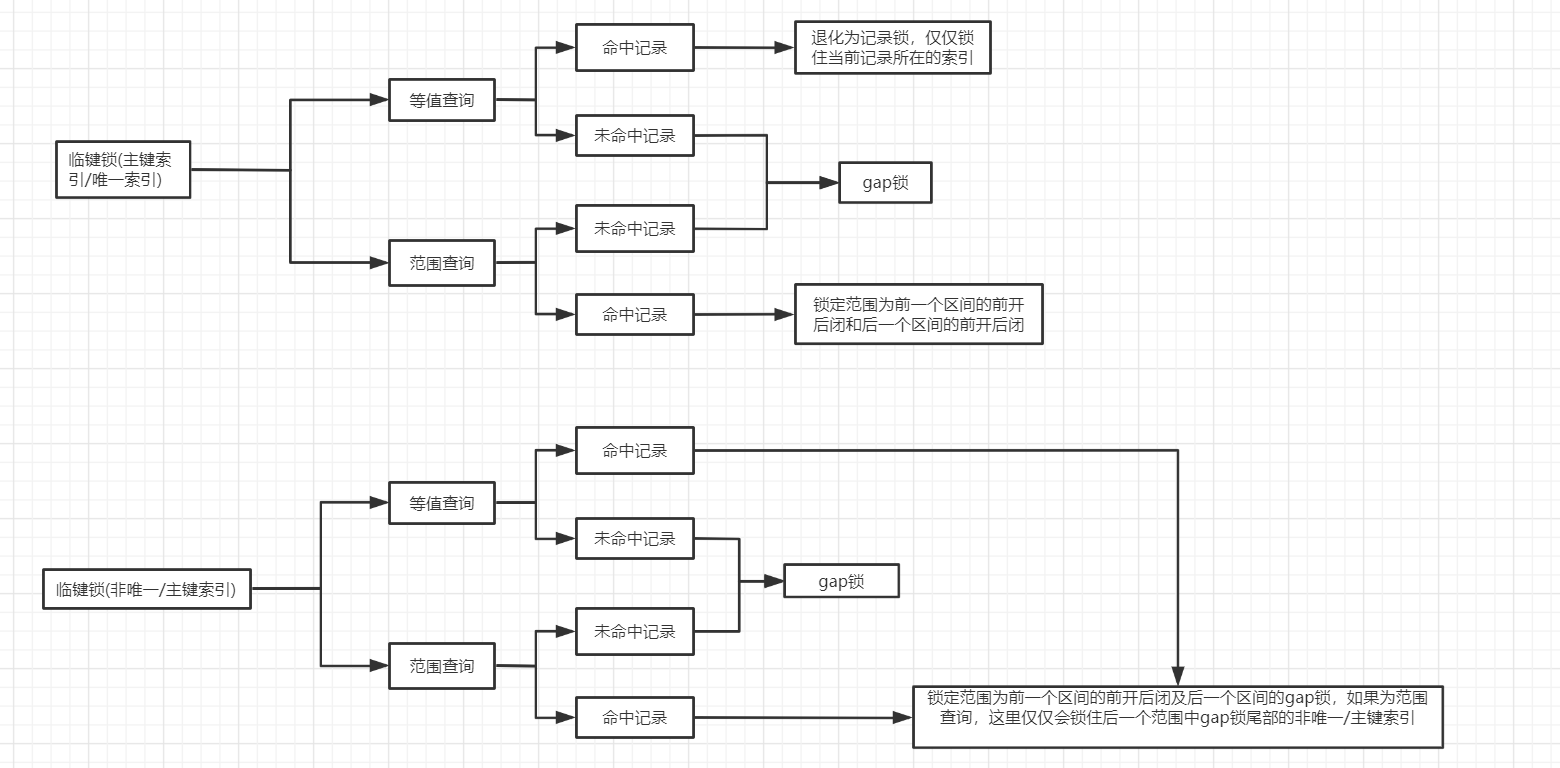 临键锁(主键索
引/唯一索引)
等值查询
命中记录
退化为记录锁，仅仅锁
住当前记录所在的索引
未命中记录
gap锁
范围查询
未命中记录
命中记录
锁定范围为前一个区间的前开
后闭和后一个区间的前开后闭
临键锁(非唯一/主键索引)
等值查询
命中记录
未命中记录
gap锁
范围查询
未命中记录
命中记录
锁定范围为前一个区间的前开后闭及后一个区间的gap锁，如果为范围
查询，这里仅仅会锁住后一个范围中gap锁尾部的非唯一/主键索引